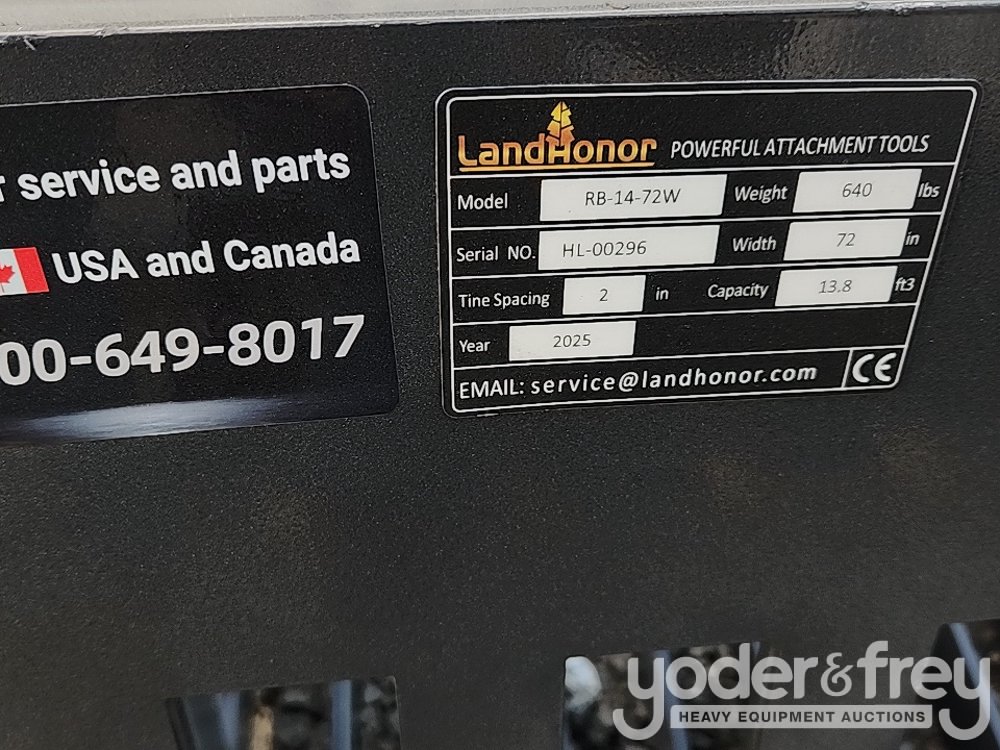 service and parts
USA and Canada
00-649-8017
LandHonor POWERFUL ATTACHMENT TOOLS
Model RB-14-72W Weight 640 lbs
Serial NO. HL-00296 Width 72 in
Tine Spacing 2 in Capacity 13.8 ft3
Year 2025
EMAIL: service@landhonor.com CE
yoder&frey
HEAVY EQUIPMENT AUCTIONS